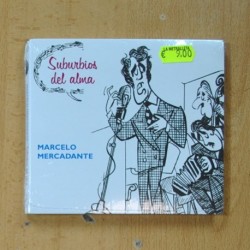 Suburbios
del alma
MARCELO
MERCADANTE